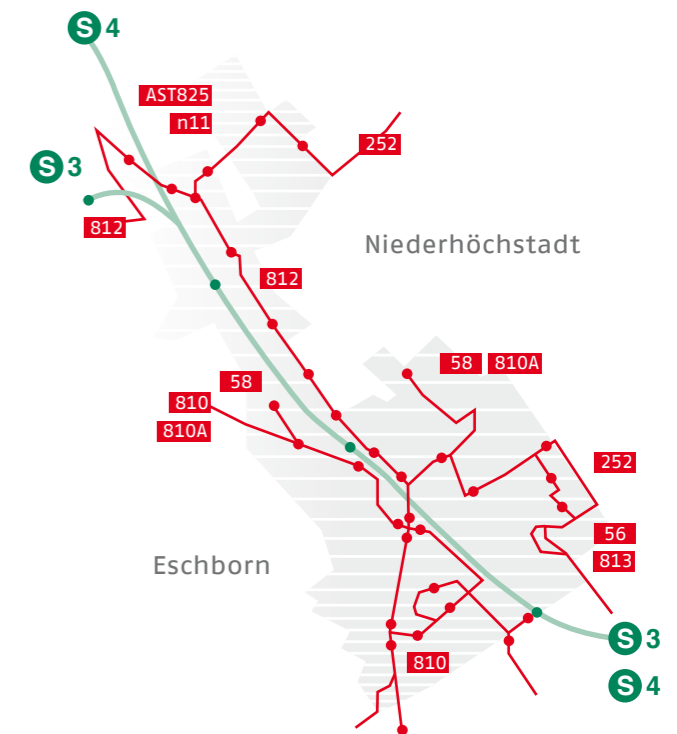 S 4
AST825
n11
252
S 3
812
Niederhöchstadt
812
58 810A
58
810
810A
252
56
Eschborn
813
S 3
810
S 4